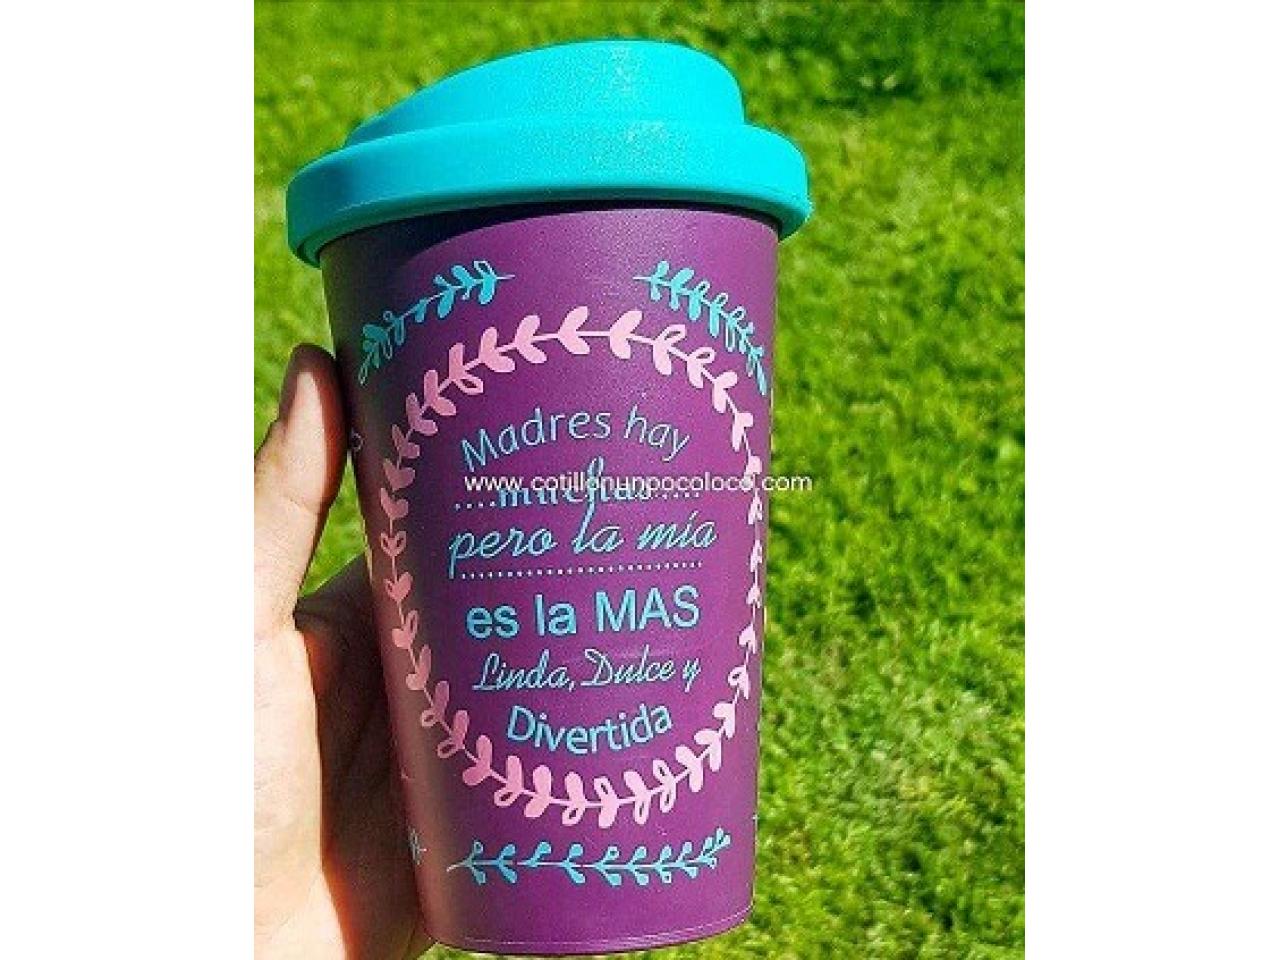 Madres hay
muchas
www.cotillonunpocoloco.com
pero la mía
es la MAS
Linda, Dulce y
Divertida